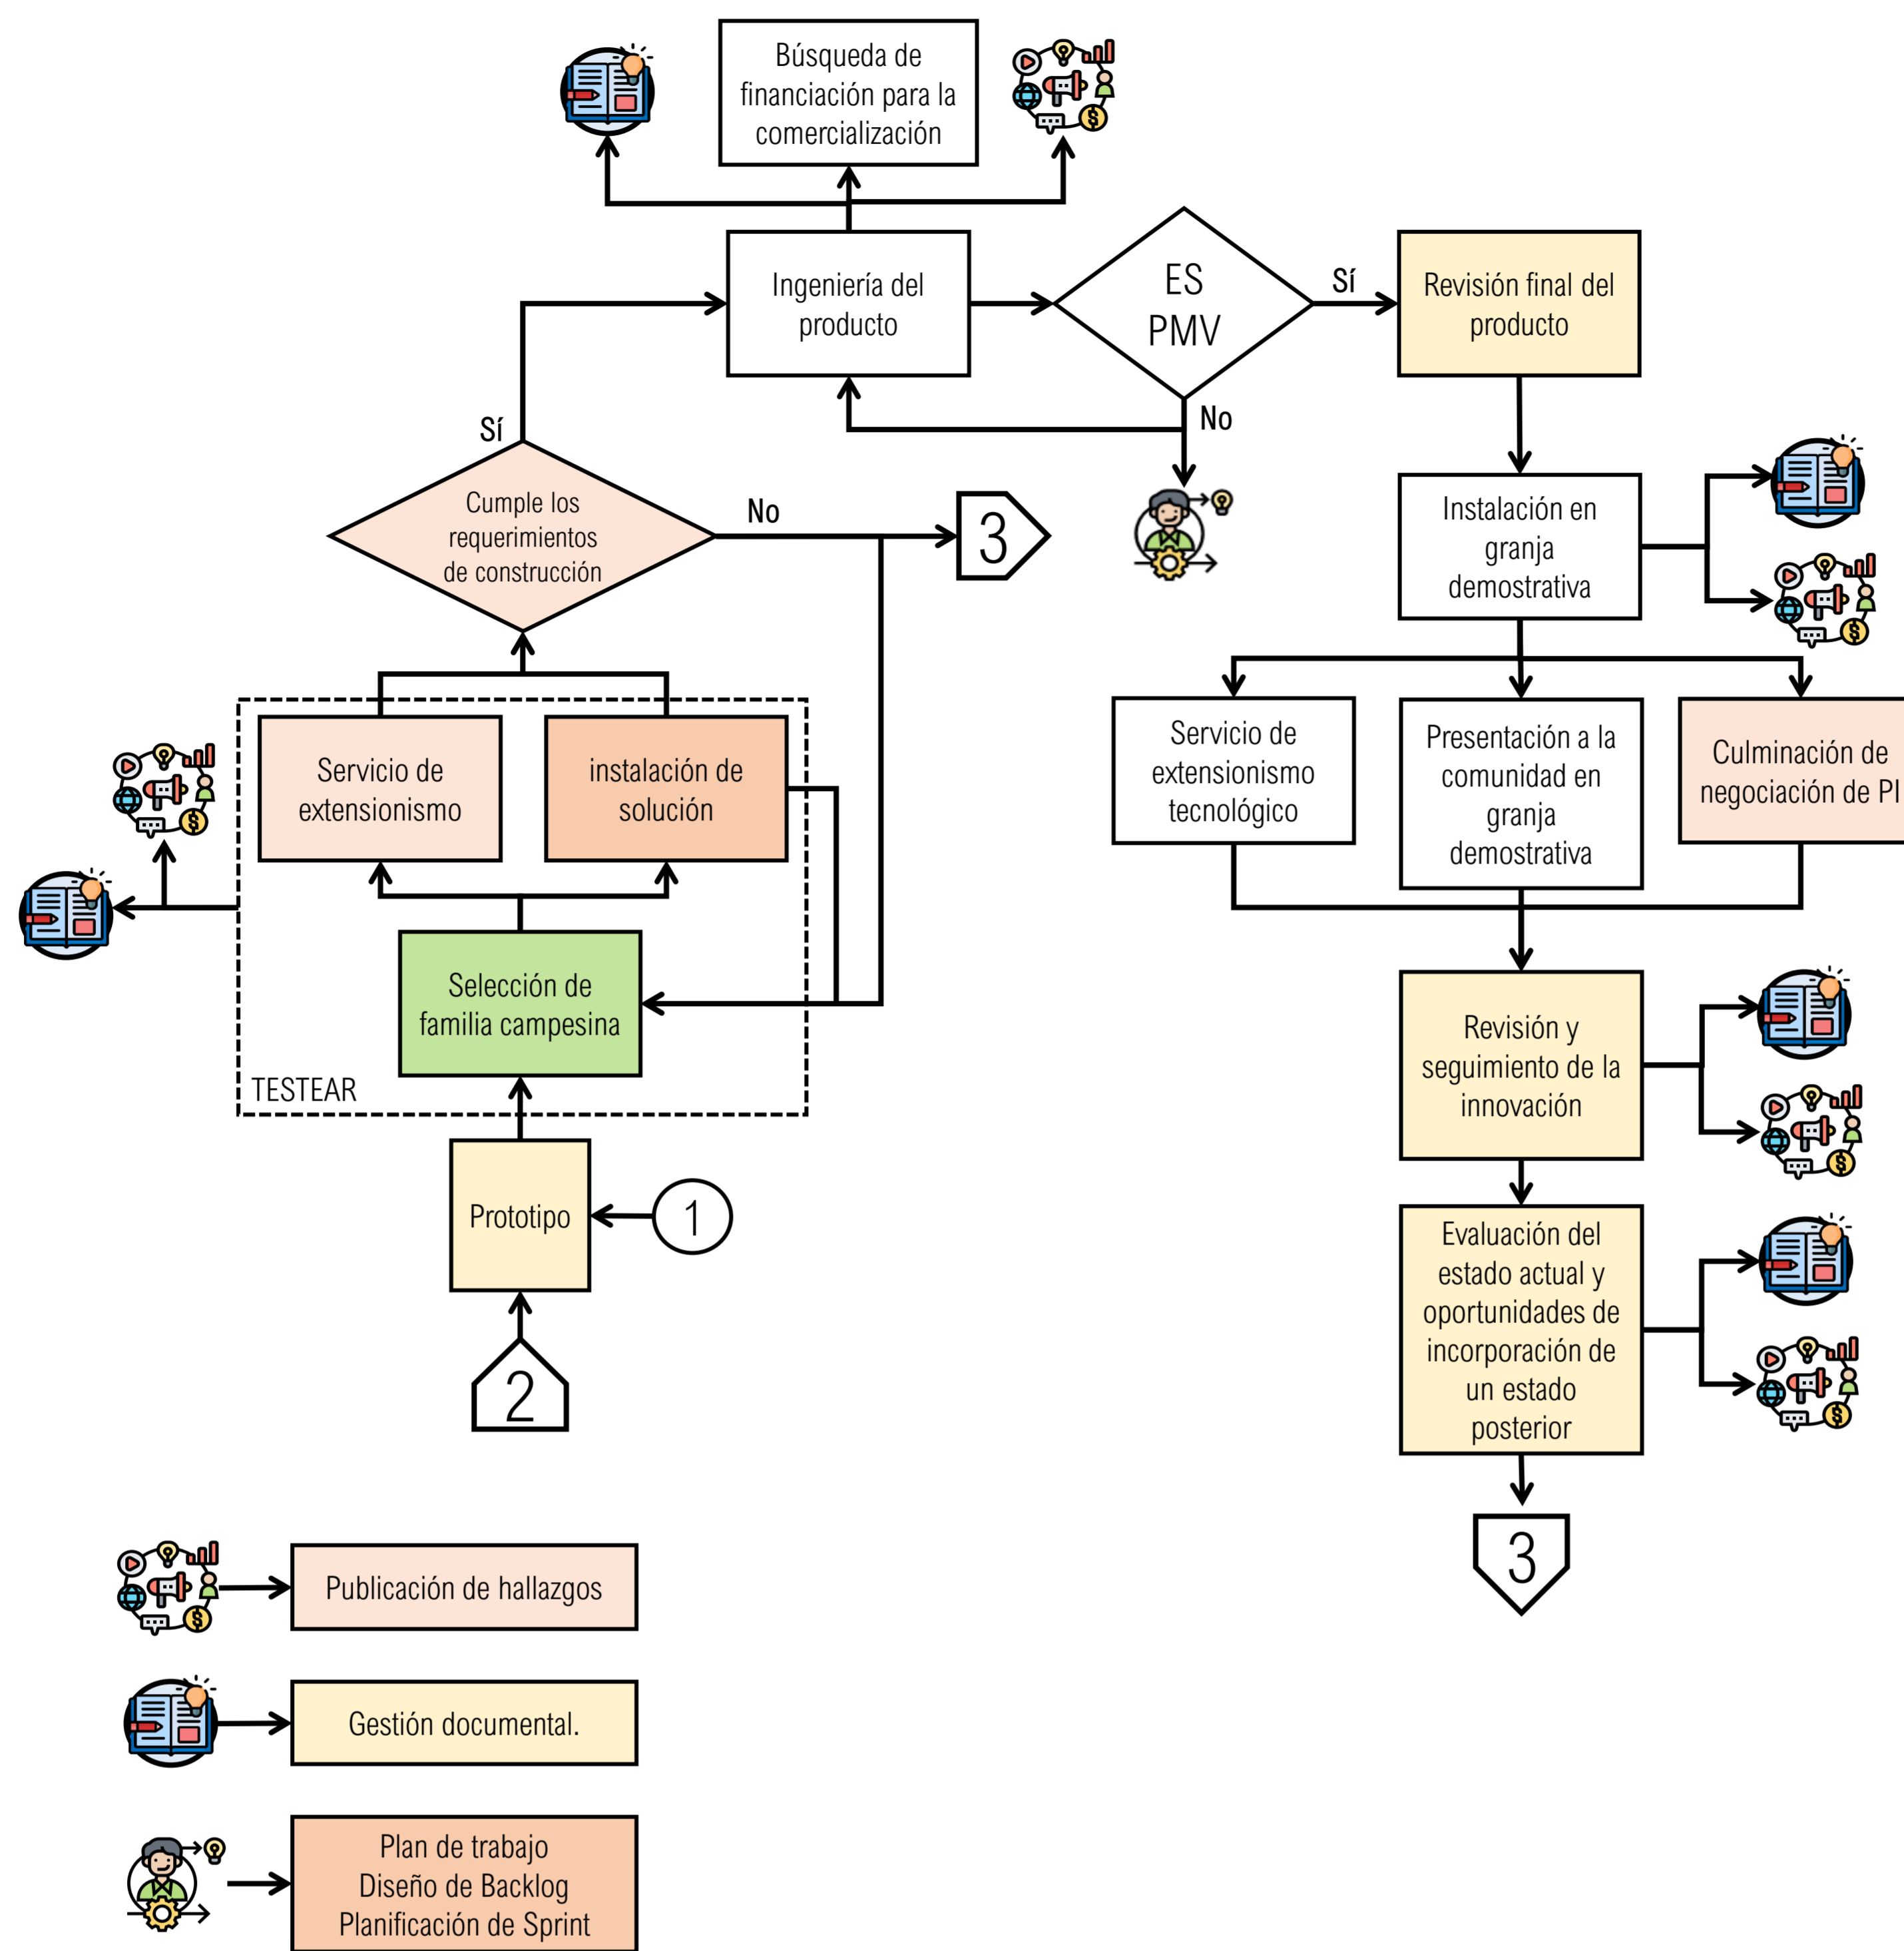 Búsqueda de
financiación para la
comercialización
Ingeniería del
producto
ES
PMV
Sí
Revisión final del
producto
No
Sí
Cumple los
requerimientos
de construcción
No
3
Instalación en
granja
demostrativa
Servicio de
extensionismo
instalación de
solución
Servicio de
extensionismo
tecnológico
Presentación a la
comunidad en
granja
demostrativa
Culminación de
negociación de PI
Selección de
familia campesina
TESTEAR
Revisión y
seguimiento de la
innovación
Prototipo
1
Evaluación del
estado actual y
oportunidades de
incorporación de
un estado
posterior
2
3
Publicación de hallazgos
Gestión documental.
Plan de trabajo
Diseño de Backlog
Planificación de Sprint